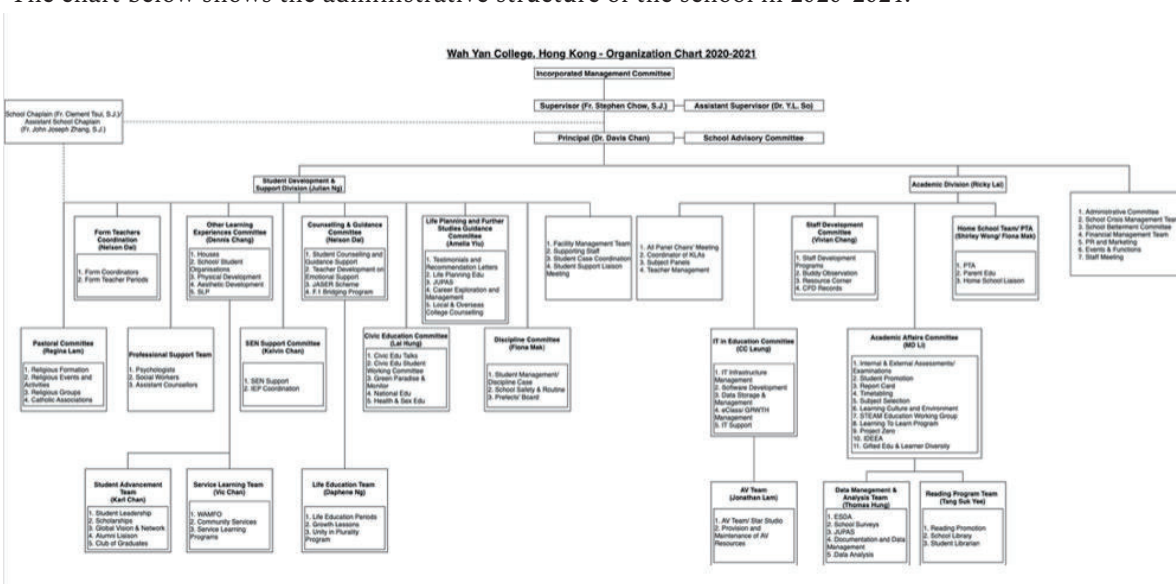 The chart below shows the administrative structure of the school in 2020-2021.
Wah Yan College, Hong Kong - Organization Chart 2020-2021
Incorporated Management Committee
School Chaplain (Fr. Clement Tsui, S.J.)/
Assistant School Chaplain
(Fr. John Joseph Zhang, S.J.)
Supervisor (Fr. Stephen Chow, S.J.)
Assistant Supervisor (Dr. Y.L. So)
Principal (Dr. Davis Chan)
School Advisory Committee
Student Development &
Support Division (Julian Ng)
Academic Division (Ricky Lai)
Form Teachers
Coordination
(Nelson Dai)
1. Form Coordinators
2. Form Teacher Periods
Other Learning
Experiences Committee
(Dennis Chang)
1. Houses
2. School/ Student
Organisations
3. Physical Development
4. Aesthetic Development
5. SLP
Counselling & Guidance
Committee
(Nelson Dai)
1. Student Counselling and
Guidance Support
2. Teacher Development on
Emotional Support
3. JASER Scheme
4. F.1 Bridging Program
Life Planning and Further
Studies Guidance
Committee
(Amelia Yiu)
1. Testimonials and
Recommendation Letters
2. Life Planning Edu
3. JUPAS
4. Career Exploration and
Management
5. Local & Overseas
College Counselling
1. Facility Management Team
2. Supporting Staff
3. Student Case Coordination
4. Student Support Liaison
Meeting
1. All Panel Chairs' Meeting
2. Coordinator of KLAs
3. Subject Panels
4. Teacher Management
Staff Development
Committee
(Vivian Chang)
1. Staff Development
Programs
2. Buddy Observation
3. Resource Corner
4. CPD Records
Home School Team/ PTA
(Shirley Wong/ Fiona Mak)
1. PTA
2. Parent Edu
3. Home School Liaison
1. Administrative Committee
2. School Crisis Management Team
3. School Betterment Committee
4. Financial Management Team
5. PR and Marketing
6. Events & Functions
7. Staff Meeting
Pastoral Committee
(Regina Lam)
1. Religious Formation
2. Religious Events and
Activities
3. Religious Groups
4. Catholic Associations
Professional Support Team
1. Psychologists
2. Social Workers
3. Assistant Counsellors
SEN Support Committee
(Kelvin Chan)
1. SEN Support
2. IEP Coordination
Civic Education Committee
(Lai Hung)
1. Civic Edu Talks
2. Civic Edu Student
Working Committee
3. Green Paradise &
Monitor
4. National Edu
5. Health & Sex Edu
Discipline Committee
(Fiona Mak)
1. Student Management/
Discipline Case
2. School Safety & Routine
3. Prefects' Board
IT in Education Committee
(CC Leung)
1. IT Infrastructure
Management
2. Software Development
3. Data Storage &
Management
4. eClass/ GRWTH
Management
5. IT Support
Academic Affairs Committee
(MD Li)
1. Internal & External Assessments/
Examinations
2. Student Promotion
3. Report Card
4. Timetabling
5. Subject Selection
6. Learning Culture and Environment
7. STEAM Education Working Group
8. Learning To Learn Program
9. Project Zero
10. IDEEA
11. Gifted Edu & Learner Diversity
Student Advancement
Team
(Karl Chan)
1. Student Leadership
2. Scholarships
3. Global Vision & Network
4. Alumni Liaison
5. Club of Graduates
Service Learning Team
(Vic Chan)
1. WAMFO
2. Community Services
3. Service Learning
Programs
Life Education Team
(Daphene Ng)
1. Life Education Periods
2. Growth Lessons
3. Unity in Plurality
Program
AV Team
(Jonathan Lam)
1. AV Team/ Star Studio
2. Provision and
Maintenance of AV
Resources
Data Management &
Analysis Team
(Thomas Hung)
1. ESDA
2. School Surveys
3. JUPAS
4. Documentation and Data
Management
5. Data Analysis
Reading Program Team
(Tang Suk Yee)
1. Reading Promotion
2. School Library
3. Student Librarian